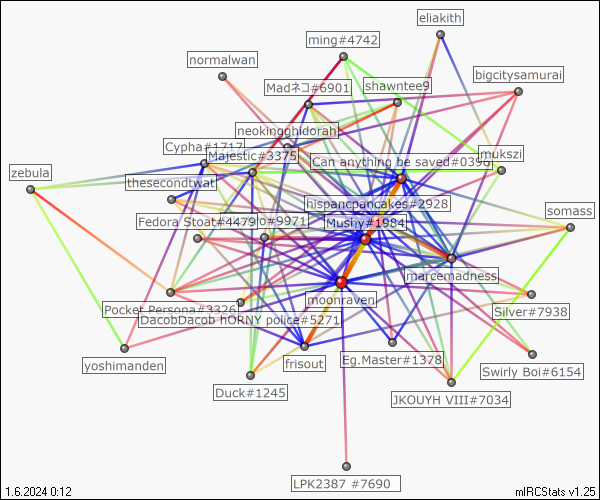 eliakith
ming#4742
normalwan
bigcitysamurai
Madネコ#6901
shawntee9
neokingghidorah
Cypha#1717
Majestic#3375
Can anything be saved#0390
mukszi
zebula
thesecondtwat
hispancpancakes#2928
somass
Fedora Stoat#4479
o#9971
Mushy#1984
marcemadness
moonraven
Pocket Persona#3326
Silver#7938
DacobDacob hORNY police#5271
yoshimanden
frisout
Eg.Master#1378
Swirly Boi#6154
Duck#1245
JKOUYH VIII#7034
LPK2387 #7690
1.6.2024 0:12
mIRCStats v1.25